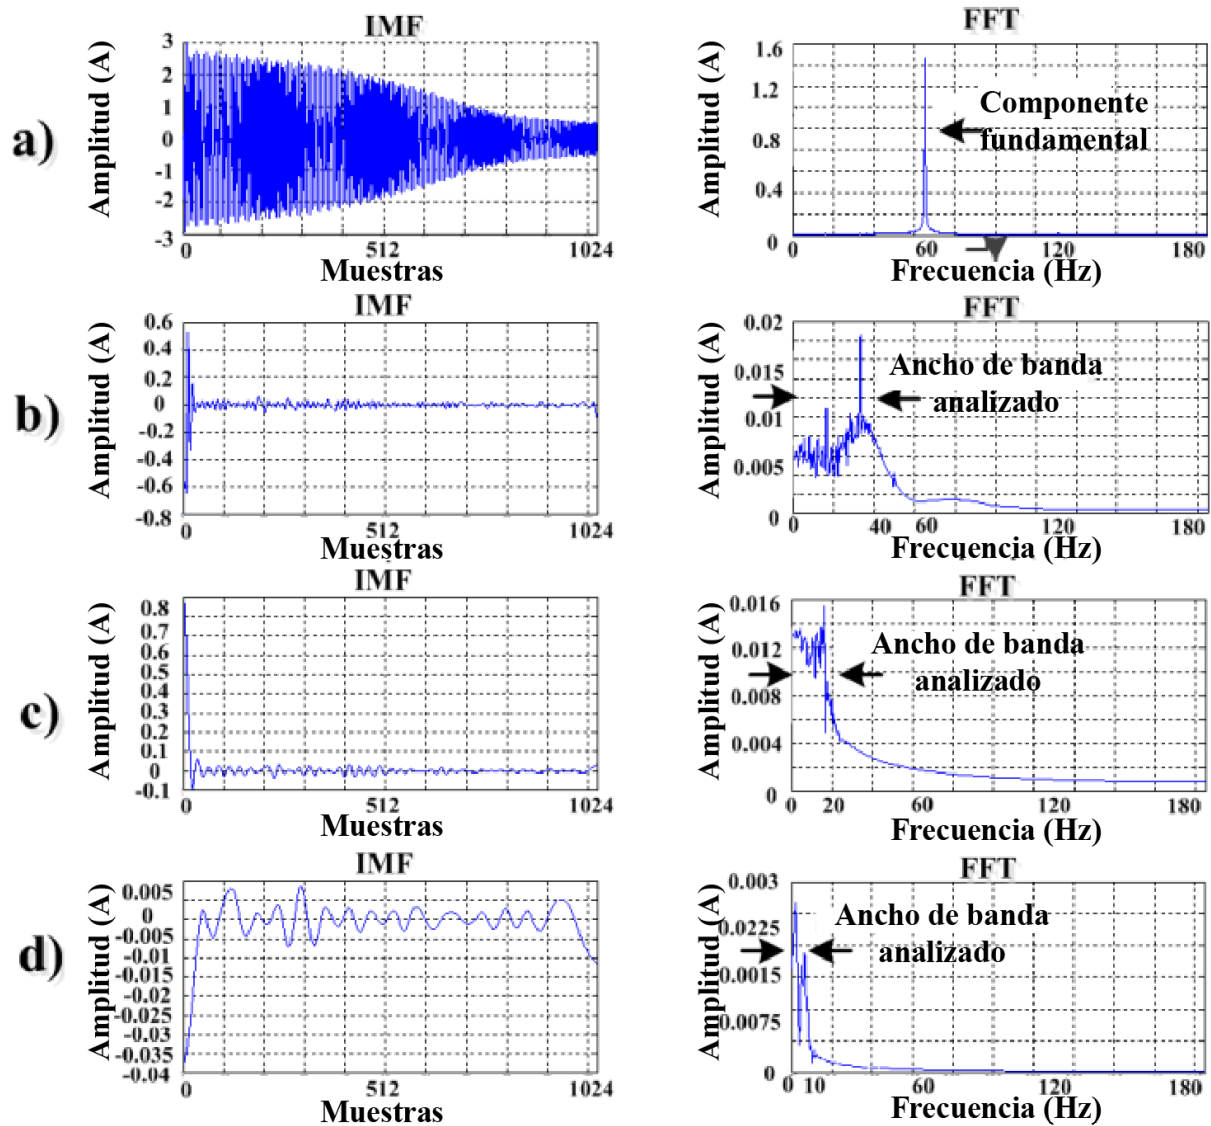 a)
IMF
Amplitud (A)
3
2
1
0
-1
-2
-3
0 512 1024
Muestras
FFT
Amplitud (A)
1.6
1.2
0.8
0.4
0
Componente
fundamental
0 60 120 180
Frecuencia (Hz)
b)
IMF
Amplitud (A)
0.6
0.4
0.2
0
-0.2
-0.4
-0.6
-0.8
0 512 1024
Muestras
FFT
Amplitud (A)
0.02
0.015
0.01
0.005
0
Ancho de banda
analizado
0 40 60 120 180
Frecuencia (Hz)
c)
IMF
Amplitud (A)
0.8
0.7
0.6
0.5
0.4
0.3
0.2
0.1
0
-0.1
0 512 1024
Muestras
FFT
Amplitud (A)
0.016
0.012
0.008
0.004
0
Ancho de banda
analizado
0 20 60 120 180
Frecuencia (Hz)
d)
IMF
Amplitud (A)
0.005
0
-0.005
-0.01
-0.015
-0.02
-0.025
-0.03
-0.035
-0.04
0 512 1024
Muestras
FFT
Amplitud (A)
0.003
0.0225
0.0015
0.0075
0
Ancho de banda
analizado
0 10 60 120 180
Frecuencia (Hz)